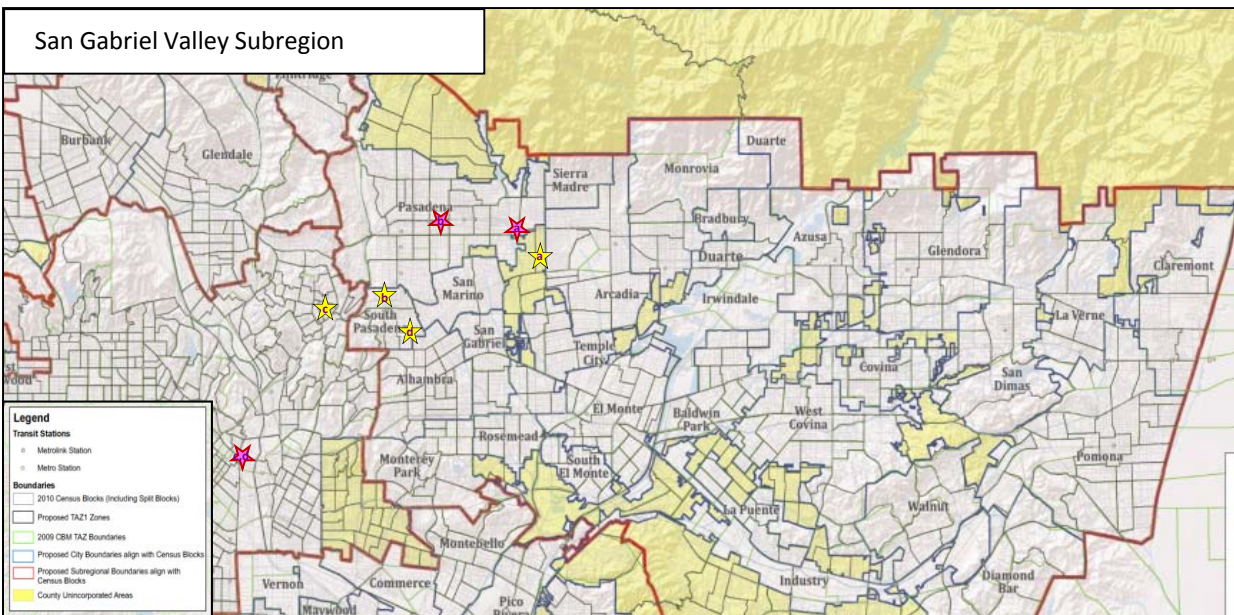 San Gabriel Valley Subregion
Burbank
Glendale
Duarte
Monrovia
Sierra
Madre
Pasadena
Bradbury
Duarte
Azusa
Glendora
Claremont
a
San
Marino
Arcadia
Irwindale
c
South
Pasadena
d
San
Gabriel
Temple
City
La Verne
Covina
San
Dimas
Alhambra
El Monte
Baldwin
Park
West
Covina
Rosemead
Monterey
Park
South
El Monte
Pomona
La Puente
Walnut
Montebello
Vernon
Commerce
Industry
Diamond
Bar
Maywood
Pico
Legend
Transit Stations
Metrolink Station
Metro Station
Boundaries
2010 Census Blocks (Including Split Blocks)
Proposed TAZ1 Zones
2009 CBM TAZ Boundaries
Proposed City Boundaries align with Census Blocks
Proposed Subregional Boundaries align with
Census Blocks
County Unincorporated Areas